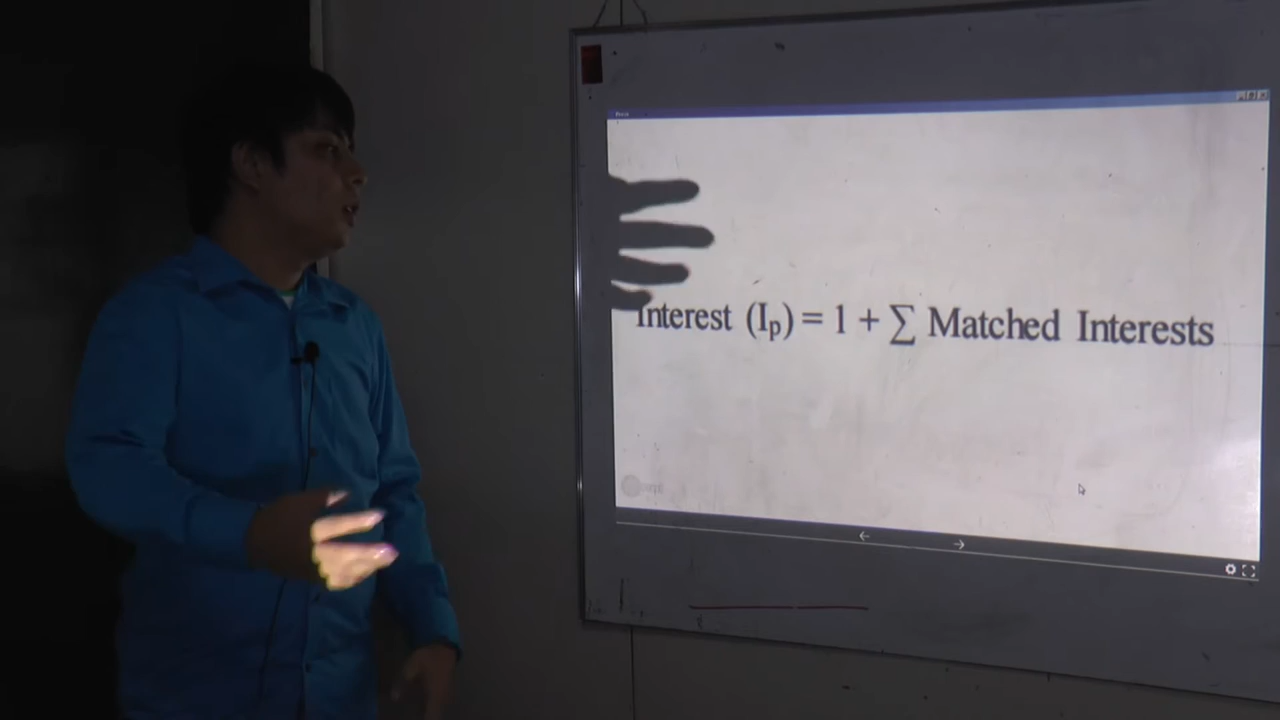 Interest (Iₚ) = 1 + ∑ Matched Interests